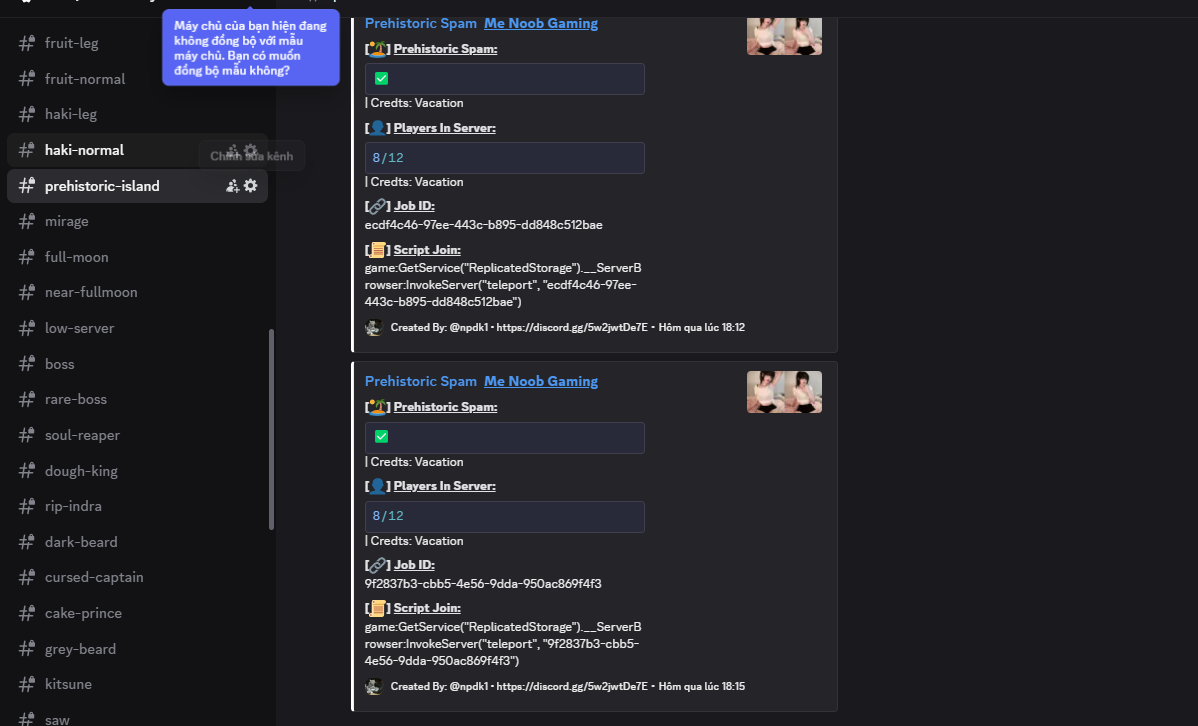 fruit-leg
fruit-normal
haki-leg
haki-normal
Chỉnh sửa kênh
prehistoric-island
mirage
full-moon
near-fullmoon
low-server
boss
rare-boss
soul-reaper
dough-king
rip-indra
dark-beard
cursed-captain
cake-prince
grey-beard
kitsune
saw
Máy chủ của bạn hiện đang
không đồng bộ với mẫu
máy chủ. Bạn có muốn
đồng bộ mẫu không?
Prehistoric Spam Me Noob Gaming
[🏝️] Prehistoric Spam:
✅
| Credts: Vacation
[👤] Players In Server:
8/12
| Credts: Vacation
[🔗] Job ID:
ecdf4c46-97ee-443c-b895-dd848c512bae
[📜] Script Join:
game:GetService("ReplicatedStorage").__ServerB
rowser:InvokeServer("teleport", "ecdf4c46-97ee-
443c-b895-dd848c512bae")
Created By: @npdk1 • https://discord.gg/5w2jwtDe7E • Hôm qua lúc 18:12
Prehistoric Spam Me Noob Gaming
[🏝️] Prehistoric Spam:
✅
| Credts: Vacation
[👤] Players In Server:
8/12
| Credts: Vacation
[🔗] Job ID:
9f2837b3-cbb5-4e56-9dda-950ac869f4f3
[📜] Script Join:
game:GetService("ReplicatedStorage").__ServerB
rowser:InvokeServer("teleport", "9f2837b3-cbb5-
4e56-9dda-950ac869f4f3")
Created By: @npdk1 • https://discord.gg/5w2jwtDe7E • Hôm qua lúc 18:15